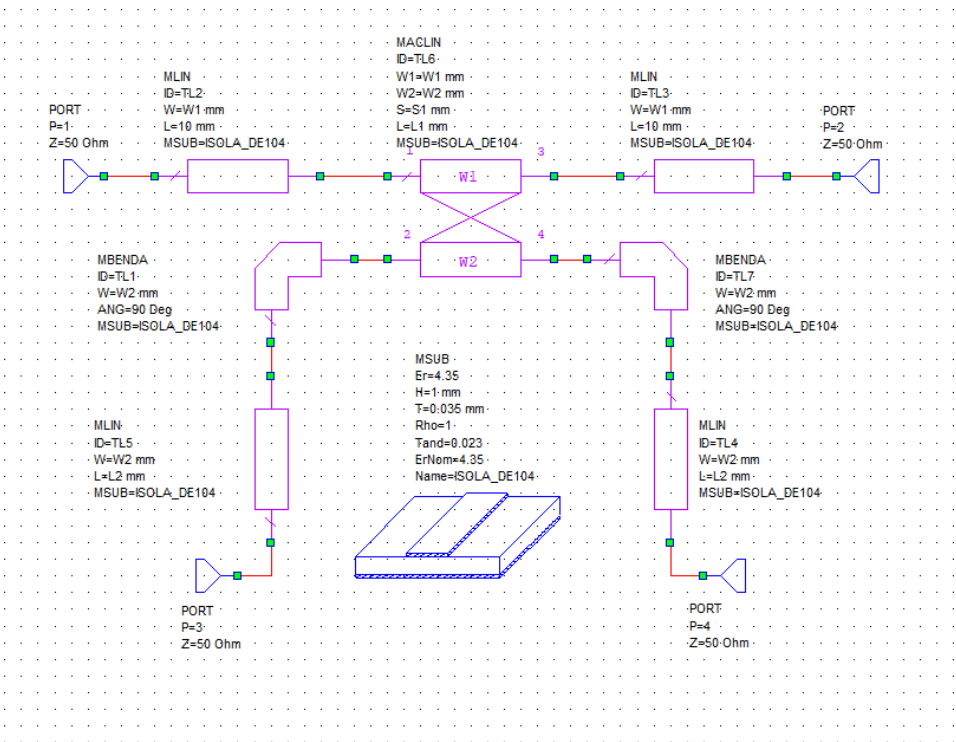 MACLIN
ID=TL6
W1=W1 mm
W2=W2 mm
S=S1 mm
L=L1 mm
MSUB=ISOLA_DE104
MLIN
ID=TL2
W=W1 mm
L=10 mm
MSUB=ISOLA_DE104
MLIN
ID=TL3
W=W1 mm
L=10 mm
MSUB=ISOLA_DE104
PORT
P=1
Z=50 Ohm
PORT
P=2
Z=50 Ohm
1
3
W1
2
4
W2
MBENDA
ID=TL1
W=W2 mm
ANG=90 Deg
MSUB=ISOLA_DE104
MBENDA
ID=TL7
W=W2 mm
ANG=90 Deg
MSUB=ISOLA_DE104
MSUB
Er=4.35
H=1 mm
T=0.035 mm
Rho=1
Tand=0.023
ErNom=4.35
Name=ISOLA_DE104
MLIN
ID=TL5
W=W2 mm
L=L2 mm
MSUB=ISOLA_DE104
MLIN
ID=TL4
W=W2 mm
L=L2 mm
MSUB=ISOLA_DE104
PORT
P=3
Z=50 Ohm
PORT
P=4
Z=50 Ohm